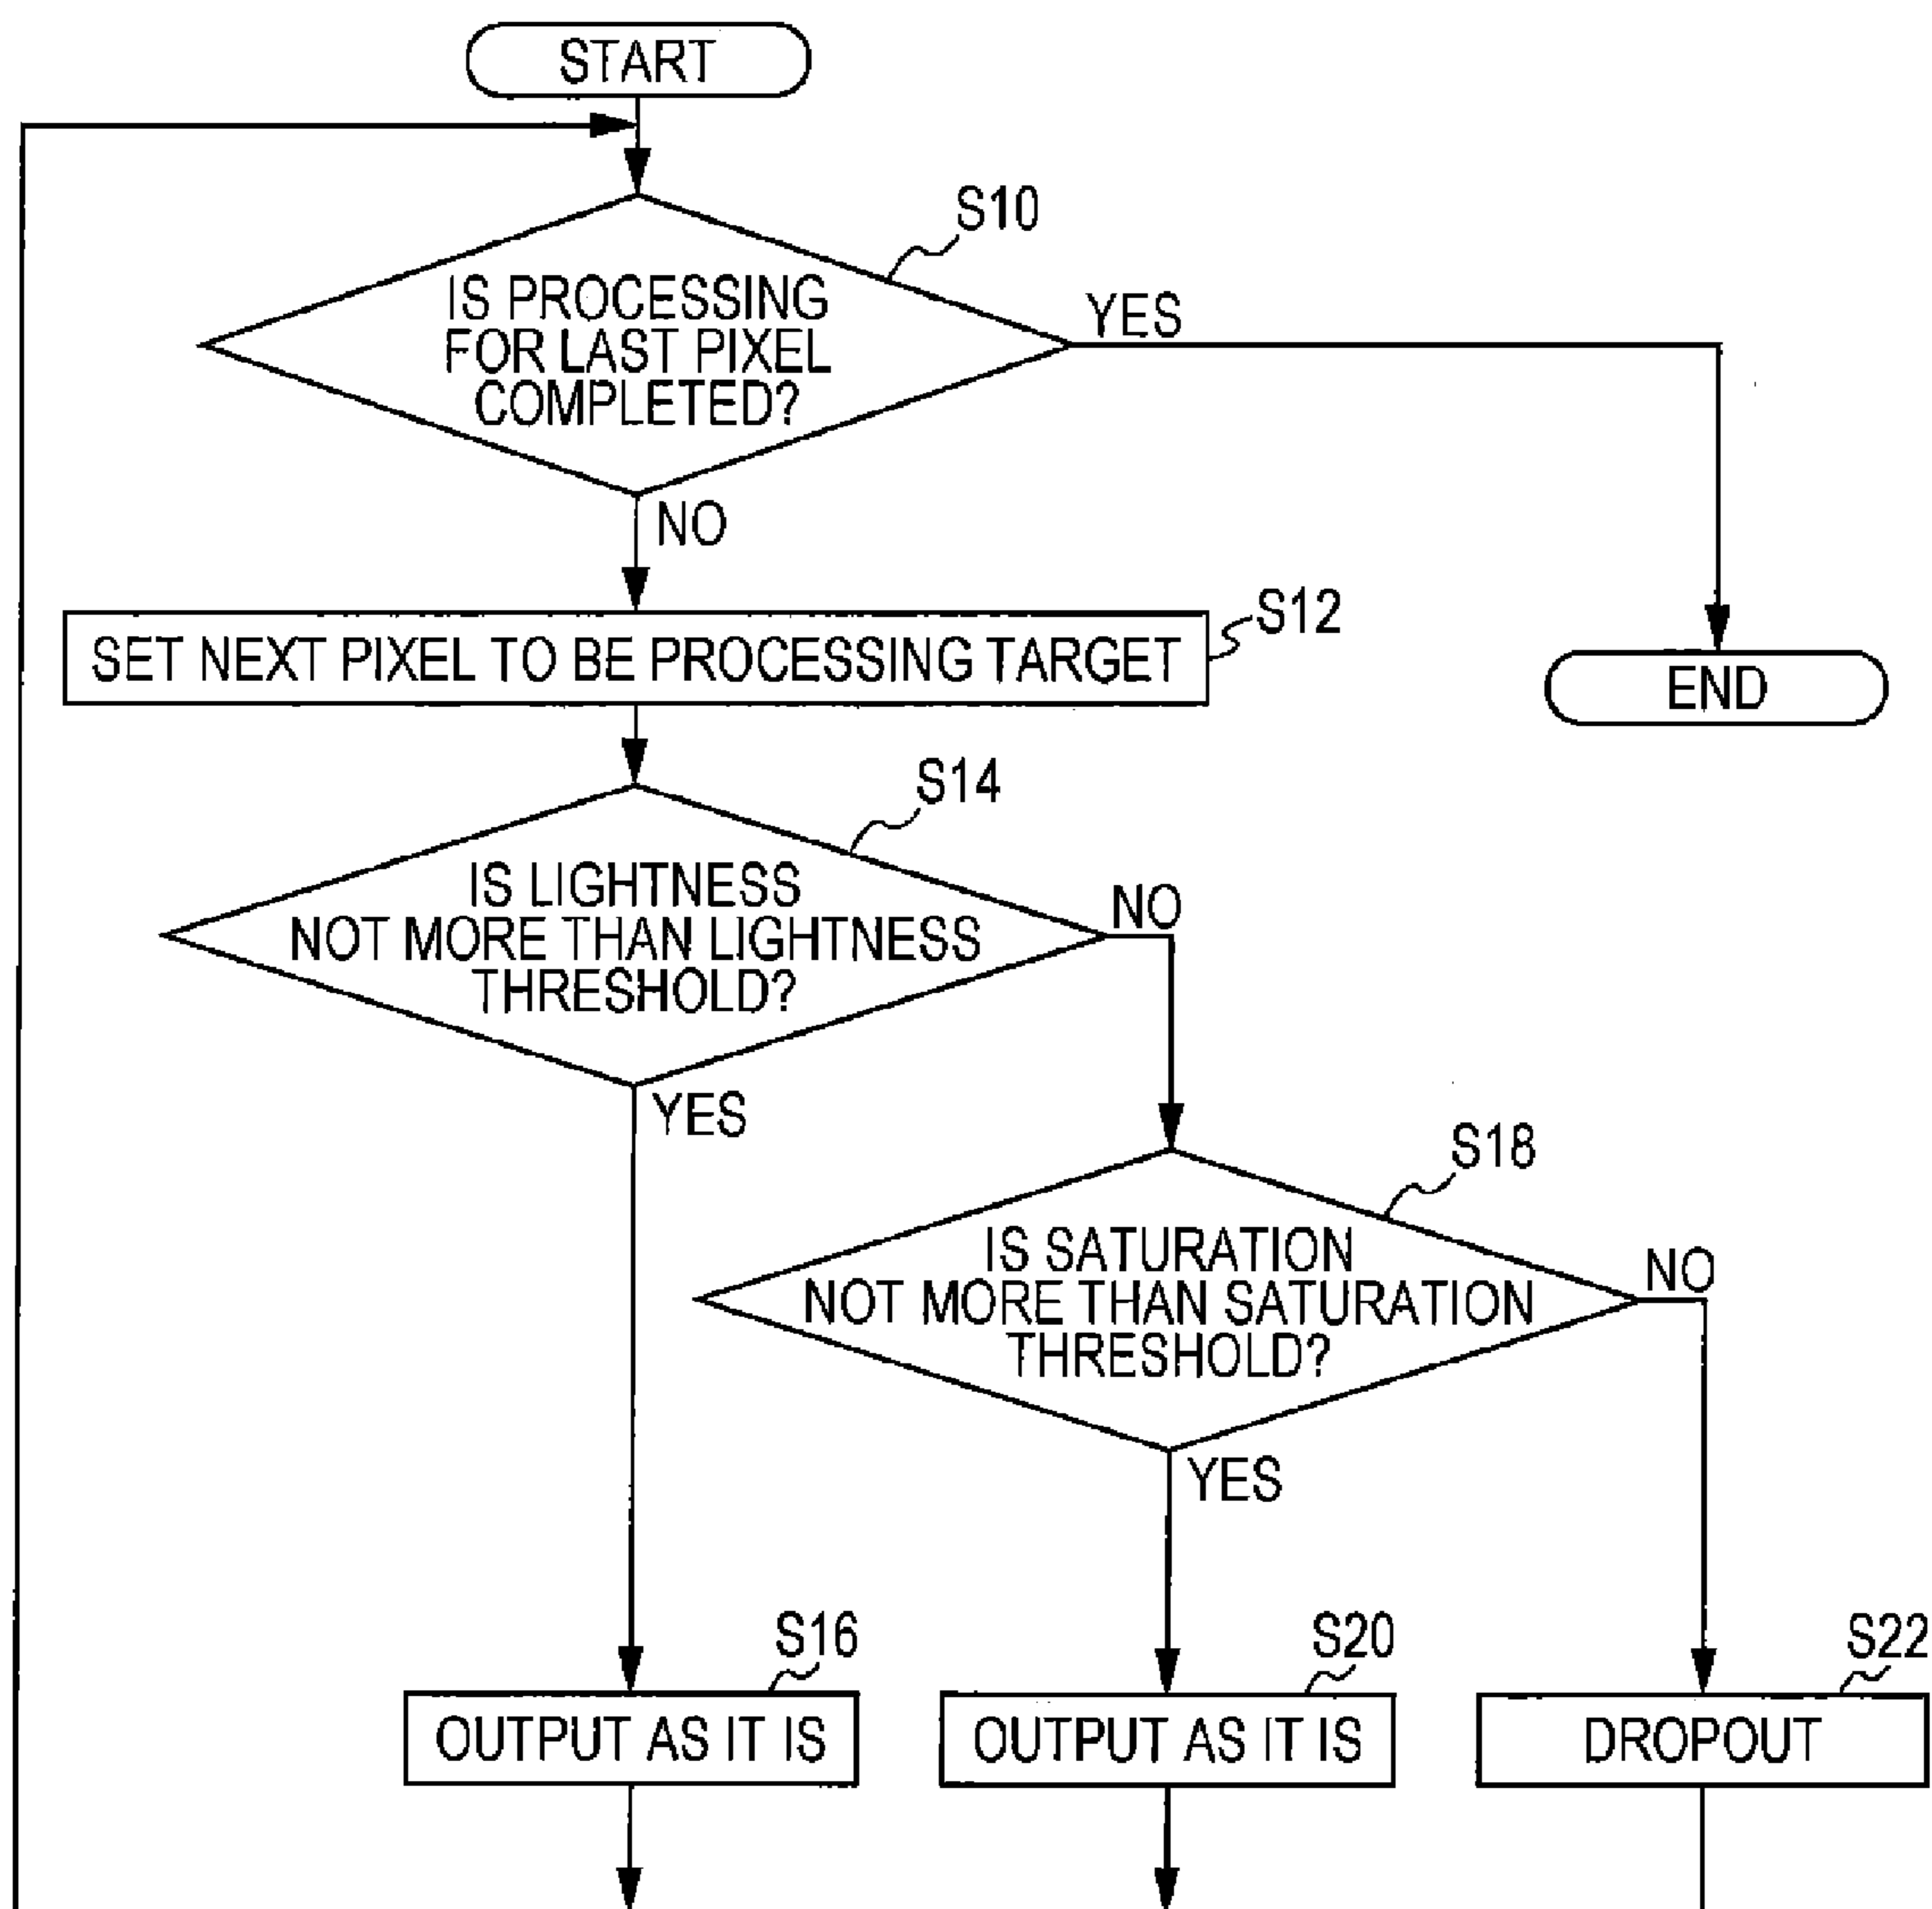 START
S10
IS PROCESSING
FOR LAST PIXEL
COMPLETED?
YES
NO
S12
SET NEXT PIXEL TO BE PROCESSING TARGET
END
S14
IS LIGHTNESS
NOT MORE THAN LIGHTNESS
THRESHOLD?
NO
YES
S18
IS SATURATION
NOT MORE THAN SATURATION
THRESHOLD?
NO
YES
S16
OUTPUT AS IT IS
S20
OUTPUT AS IT IS
S22
DROPOUT